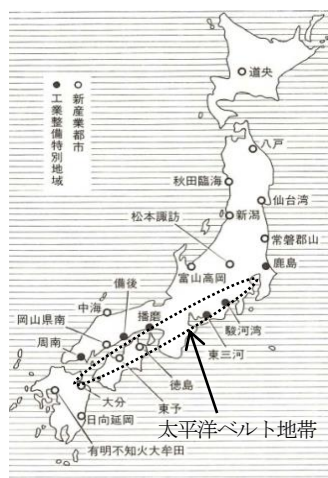 ○ 新産業都市
● 工業整備特別地域
道央
八戸
秋田臨海
仙台湾
新潟
松本諏訪
常磐郡山
富山高岡
鹿島
備後
中海
播磨
岡山県南
駿河湾
周南
東三河
徳島
大分
東予
日向延岡
太平洋ベルト地帯
有明不知火大牟田